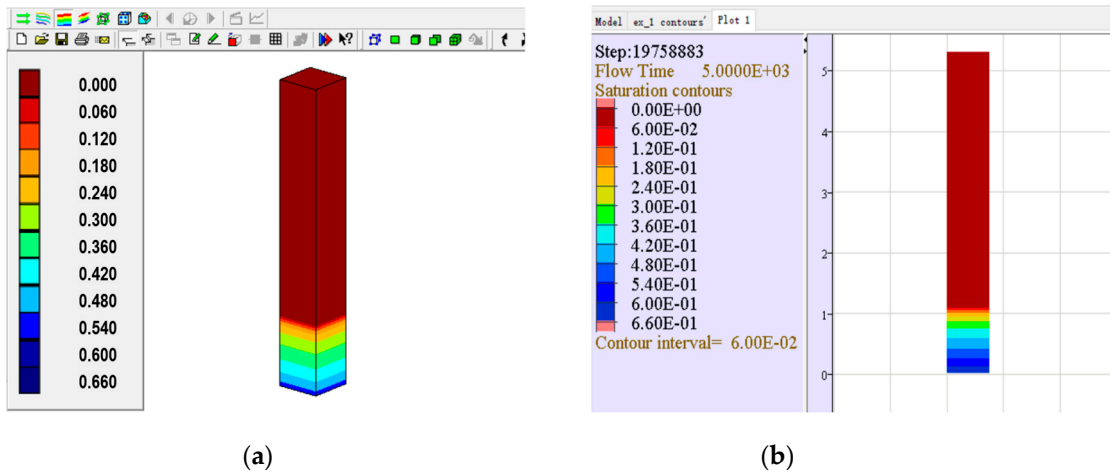 0.000
0.060
0.120
0.180
0.240
0.300
0.360
0.420
0.480
0.540
0.600
0.660
(a)
Model ex_1 contours* Plot 1
Step:19758883
Flow Time 5.0000E+03
Saturation contours
0.00E+00
6.00E-02
1.20E-01
1.80E-01
2.40E-01
3.00E-01
3.60E-01
4.20E-01
4.80E-01
5.40E-01
6.00E-01
6.60E-01
Contour interval= 6.00E-02
5
4
3
2
1
0
(b)